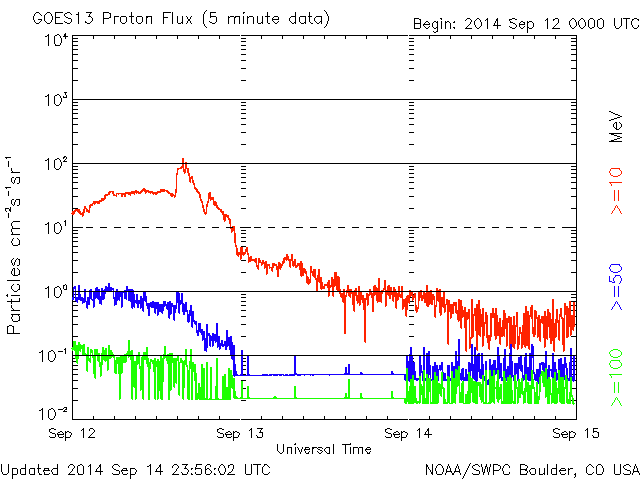 GOES13 Proton Flux (5 minute data)
Begin: 2014 Sep 12 0000 UTC
Particles cm⁻²s⁻¹sr⁻¹
10⁴
10³
10²
10
10⁰
10⁻¹
10⁻²
MeV
>=10
>=50
>=100
Sep 12
Sep 13
Sep 14
Sep 15
Universal Time
Updated 2014 Sep 14 23:56:02 UTC
NOAA/SWPC Boulder, CO USA